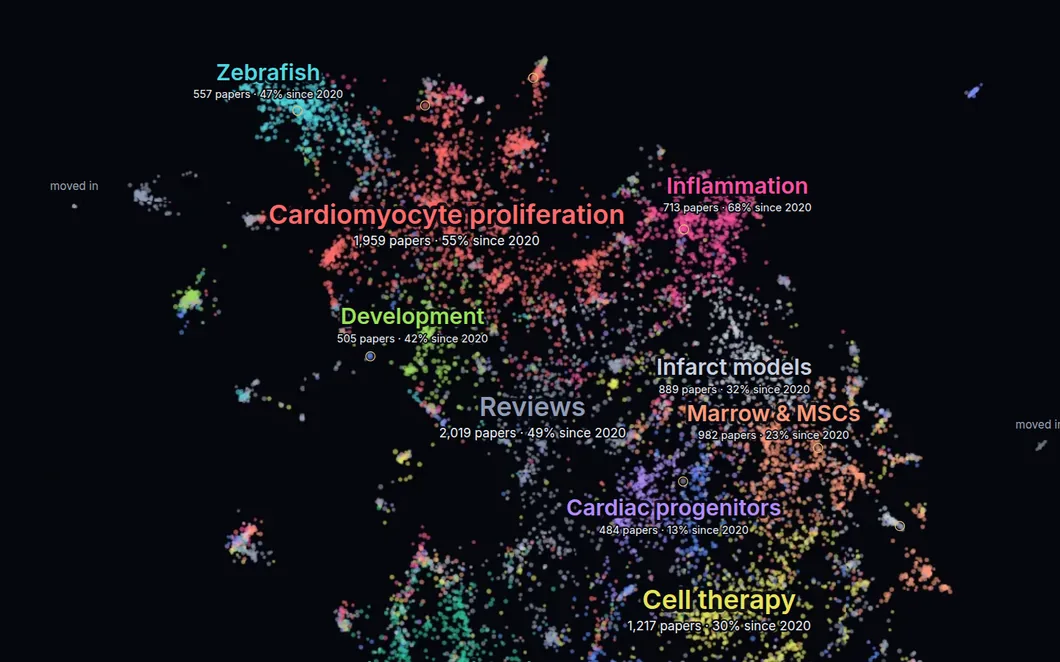 Zebrafish
557 papers · 47% since 2020
moved in
Inflammation
713 papers · 68% since 2020
Cardiomyocyte proliferation
1,959 papers · 55% since 2020
Development
505 papers · 42% since 2020
Infarct models
889 papers · 32% since 2020
Reviews
2,019 papers · 49% since 2020
Marrow & MSCs
982 papers · 23% since 2020
moved in
Cardiac progenitors
484 papers · 13% since 2020
Cell therapy
1,217 papers · 30% since 2020